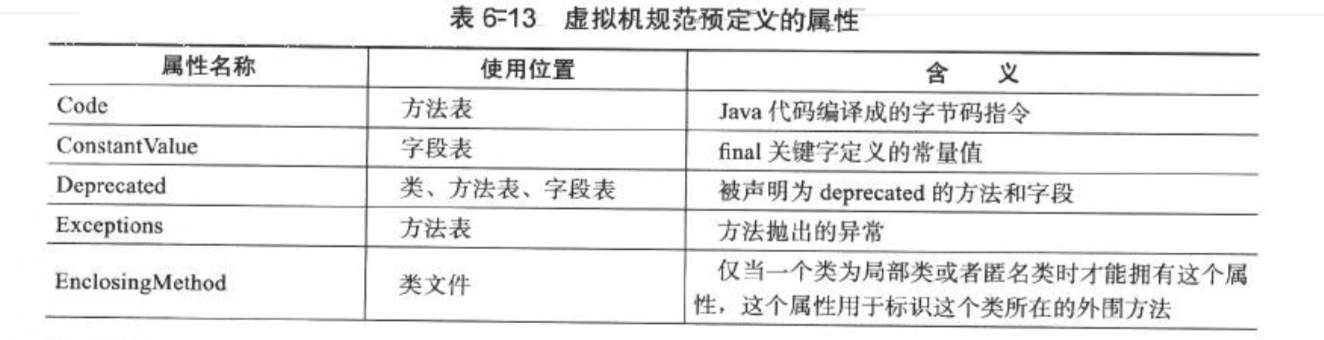 表 6-13 虚拟机规范预定义的属性
属性名称 使用位置 含 义
Code 方法表 Java 代码编译成的字节码指令
ConstantValue 字段表 final 关键字定义的常量值
Deprecated 类、方法表、字段表 被声明为 deprecated 的方法和字段
Exceptions 方法表 方法抛出的异常
EnclosingMethod 类文件 仅当一个类为局部类或者匿名类时才能拥有这个属
性，这个属性用于标识这个类所在的外围方法